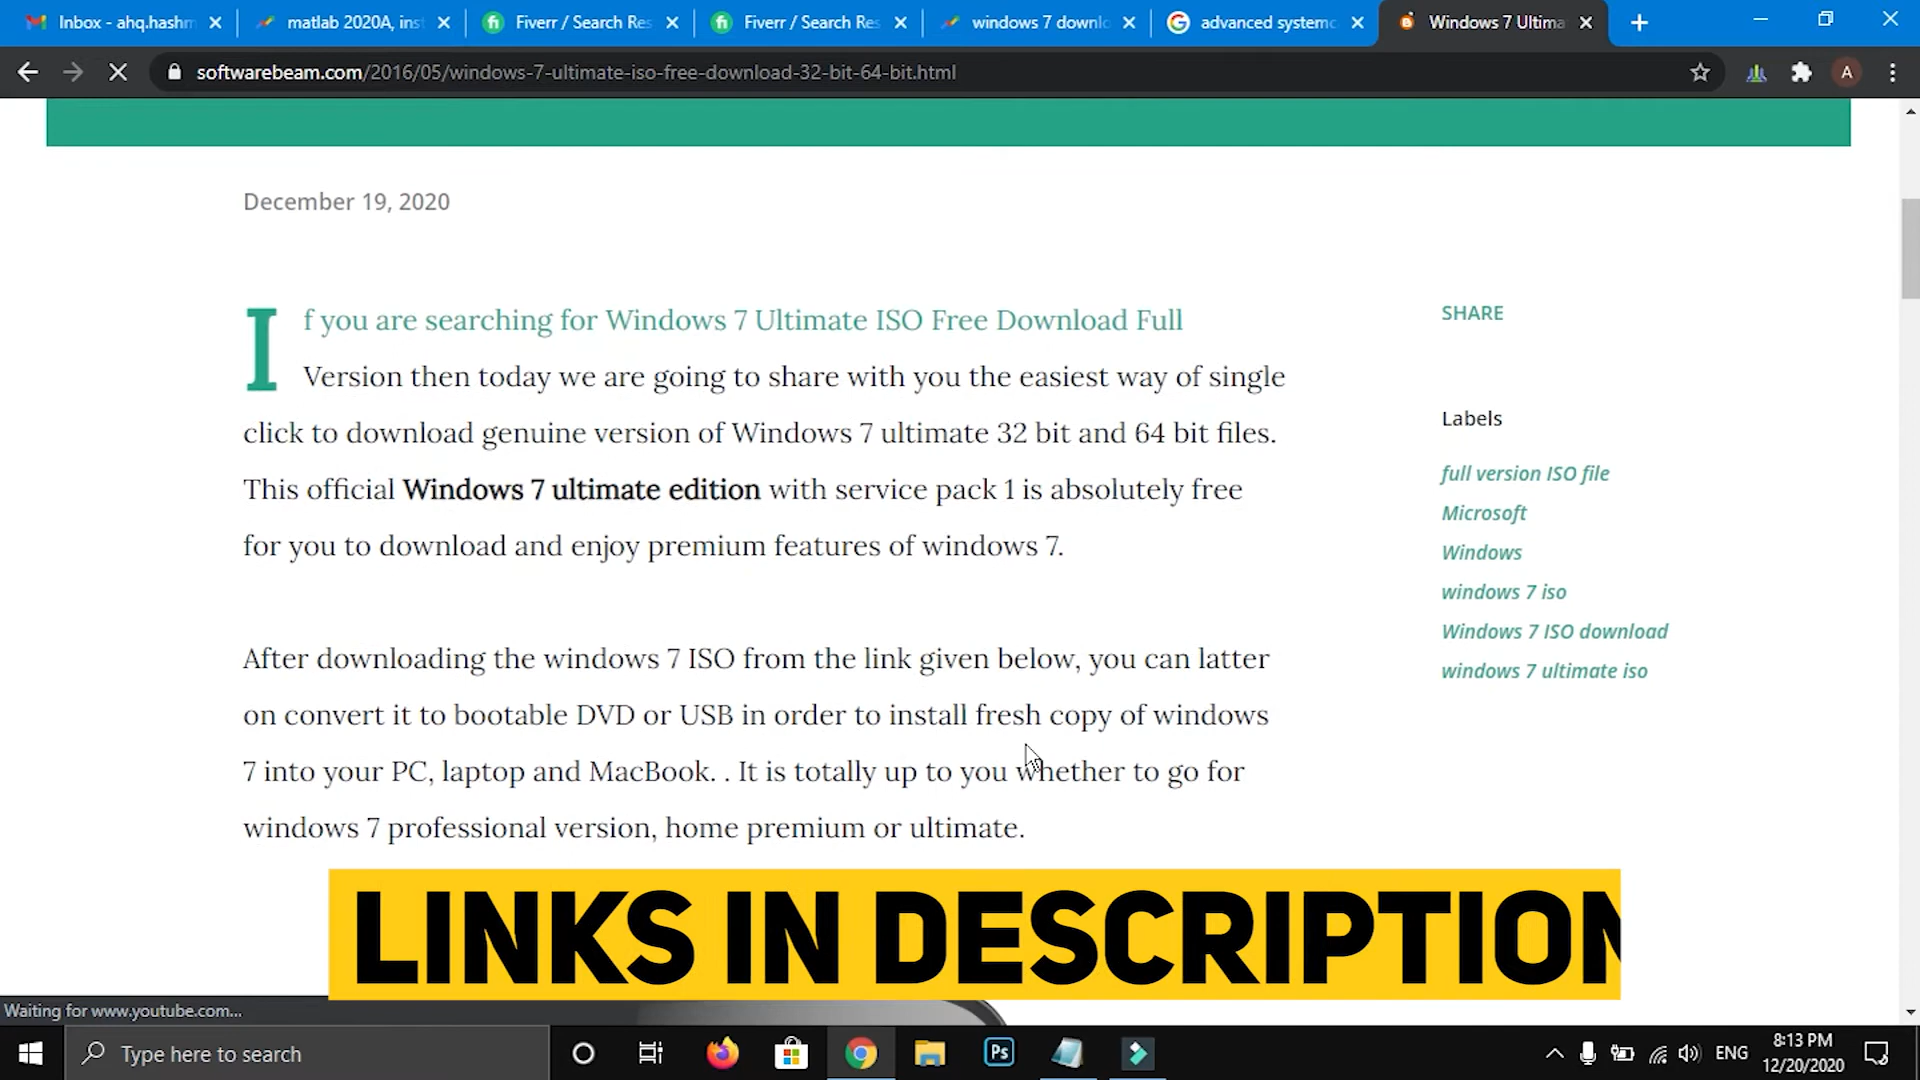 Inbox - ahq.hashm
matlab 2020A, inst
Fiverr / Search Res
Fiverr / Search Res
windows 7 downlo
advanced systemc
Windows 7 Ultima
softwarebeam.com/2016/05/windows-7-ultimate-iso-free-download-32-bit-64-bit.html
A
December 19, 2020
If you are searching for Windows 7 Ultimate ISO Free Download Full
Version then today we are going to share with you the easiest way of single
click to download genuine version of Windows 7 ultimate 32 bit and 64 bit files.
This official Windows 7 ultimate edition with service pack 1 is absolutely free
for you to download and enjoy premium features of windows 7.
After downloading the windows 7 ISO from the link given below, you can latter
on convert it to bootable DVD or USB in order to install fresh copy of windows
7 into your PC, laptop and MacBook. . It is totally up to you whether to go for
windows 7 professional version, home premium or ultimate.
SHARE
Labels
full version ISO file
Microsoft
Windows
windows 7 iso
Windows 7 ISO download
windows 7 ultimate iso
LINKS IN DESCRIPTION
Waiting for www.youtube.com...
Type here to search
Ps
ENG
8:13 PM
12/20/2020